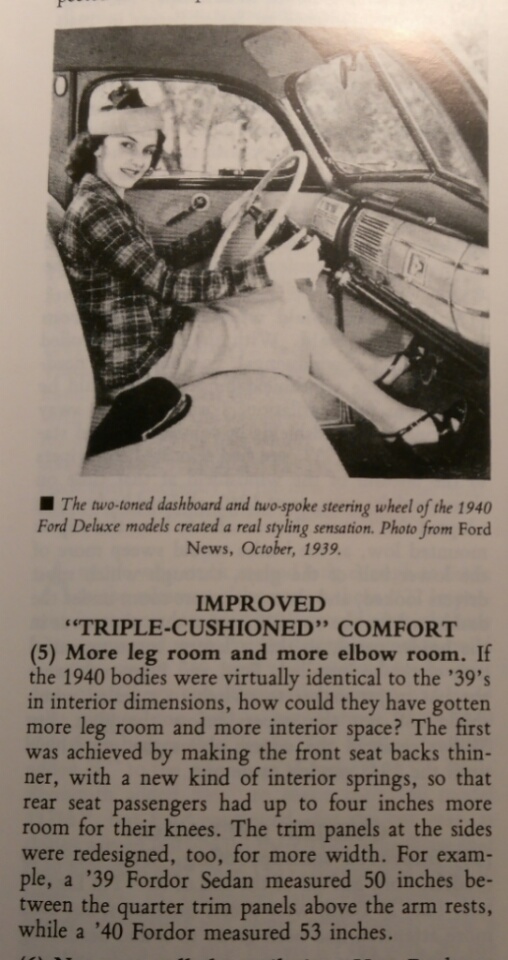 ■ The two-toned dashboard and two-spoke steering wheel of the 1940
Ford Deluxe models created a real styling sensation. Photo from Ford
News, October, 1939.
IMPROVED
“TRIPLE-CUSHIONED” COMFORT
(5) More leg room and more elbow room. If
the 1940 bodies were virtually identical to the ’39’s
in interior dimensions, how could they have gotten
more leg room and more interior space? The first
was achieved by making the front seat backs thin-
ner, with a new kind of interior springs, so that
rear seat passengers had up to four inches more
room for their knees. The trim panels at the sides
were redesigned, too, for more width. For exam-
ple, a ’39 Fordor Sedan measured 50 inches be-
tween the quarter trim panels above the arm rests,
while a ’40 Fordor measured 53 inches.